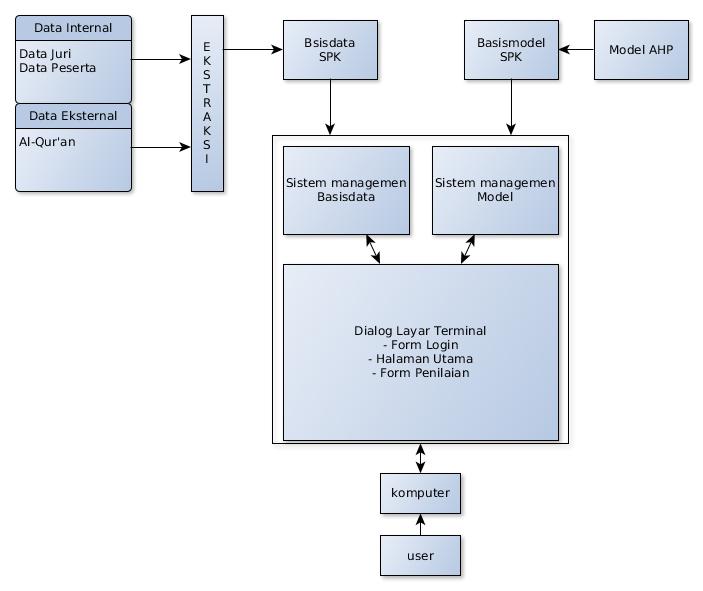 Data Internal
Data Juri
Data Peserta
Data Eksternal
Al-Qur'an
E
K
S
T
R
A
K
S
I
Bsisdata
SPK
Basismodel
SPK
Model AHP
Sistem managemen
Basisdata
Sistem managemen
Model
Dialog Layar Terminal
- Form Login
- Halaman Utama
- Form Penilaian
komputer
user